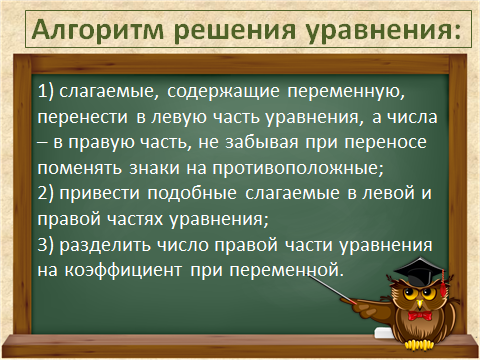 Алгоритм решения уравнения:
1) слагаемые, содержащие переменную,
перенести в левую часть уравнения, а числа
– в правую часть, не забывая при переносе
поменять знаки на противоположные;
2) привести подобные слагаемые в левой и
правой частях уравнения;
3) разделить число правой части уравнения
на коэффициент при переменной.